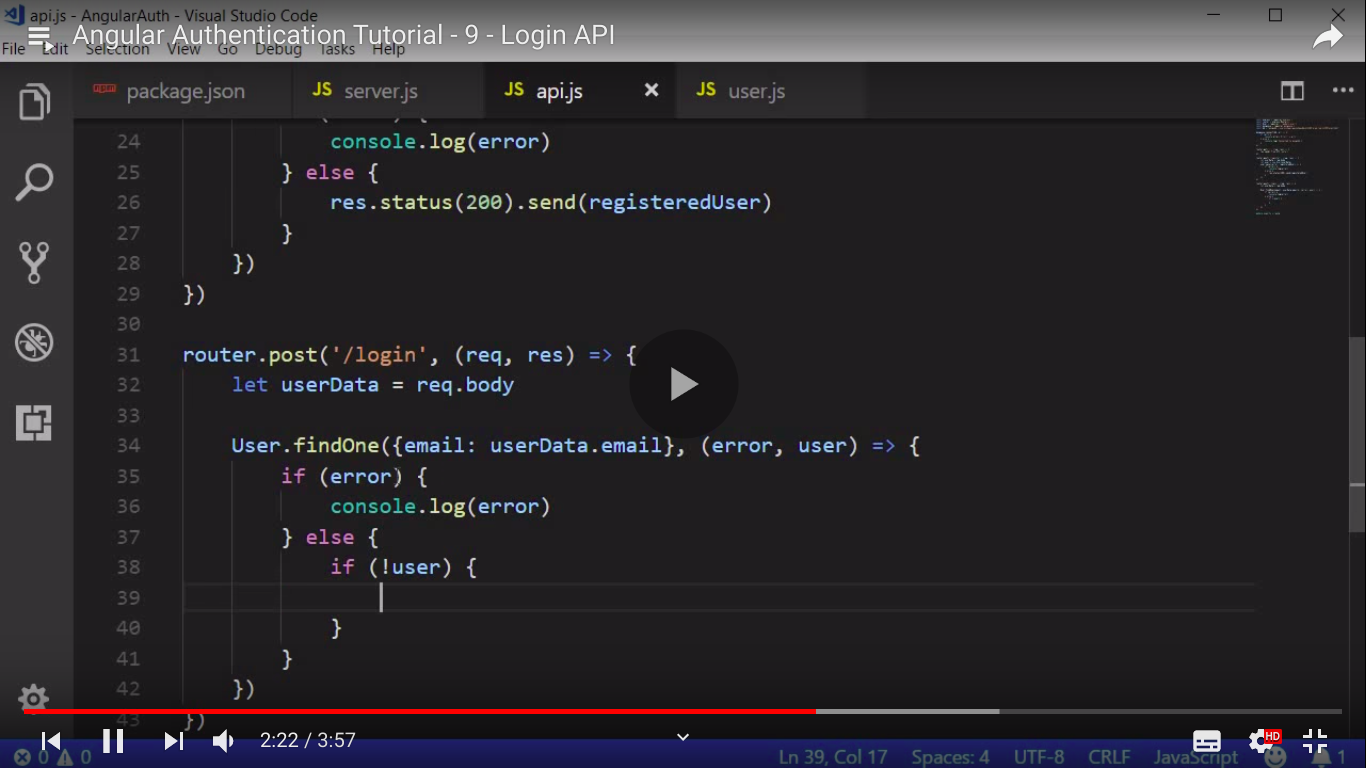 api.js - AngularAuth - Visual Studio Code
Angular Authentication Tutorial - 9 - Login API
File Edit Selection View Go Debug Tasks Help
npm package.json JS server.js JS api.js JS user.js
24 console.log(error)
25 } else {
26 res.status(200).send(registeredUser)
27 }
28 })
29 })
30
31 router.post('/login', (req, res) => {
32 let userData = req.body
33
34 User.findOne({email: userData.email}, (error, user) => {
35 if (error) {
36 console.log(error)
37 } else {
38 if (!user) {
39
40 }
41 }
42 })
43 })
2:22 / 3:57 HD
0 0 Ln 39, Col 17 Spaces: 4 UTF-8 CRLF JavaScript 1